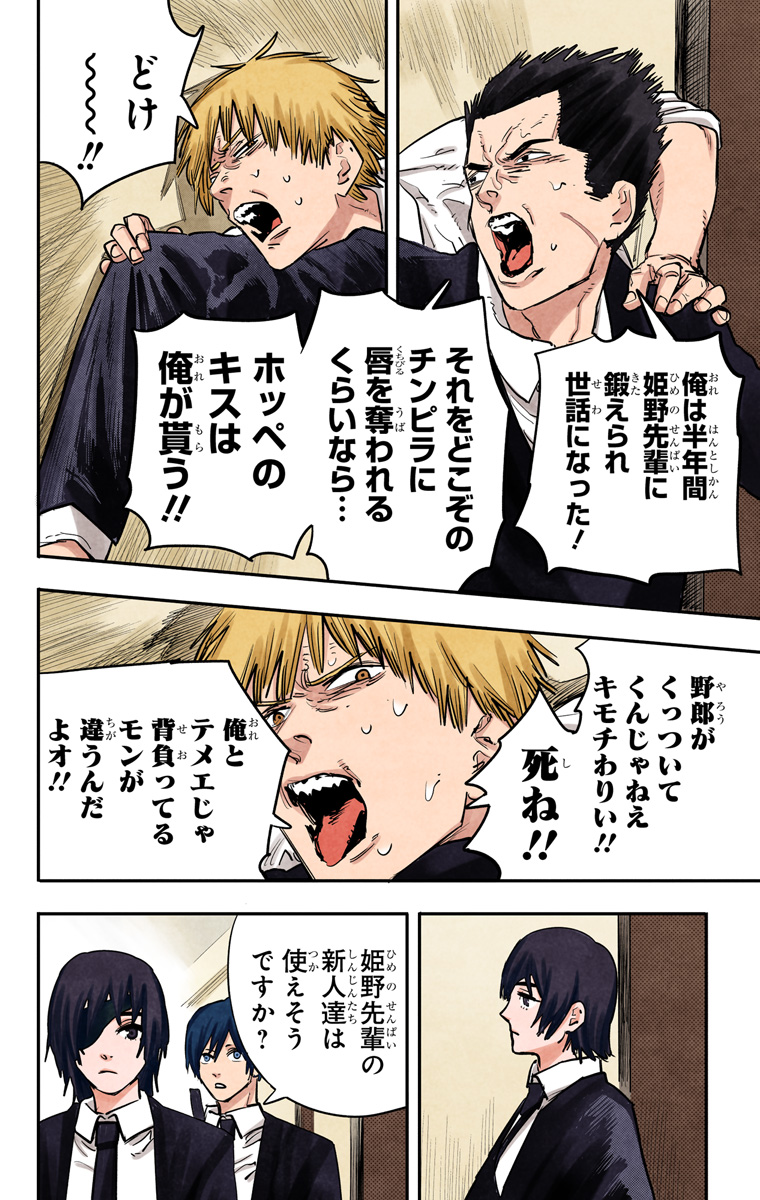 俺は半年間
姫野先輩に
鍛えられ
世話になった！
それをどこぞの
チンピラに
唇を奪われる
くらいなら…
ホッペの
キスは
俺が貰う！！
どけ
〜〜〜！！
野郎が
くっついて
くんじゃねえ
キモチわりい！！
死ね！！
俺と
テメエじゃ
背負ってる
モンが
違うんだ
よオ！！
姫野先輩の
新人達は
使えそう
ですか？